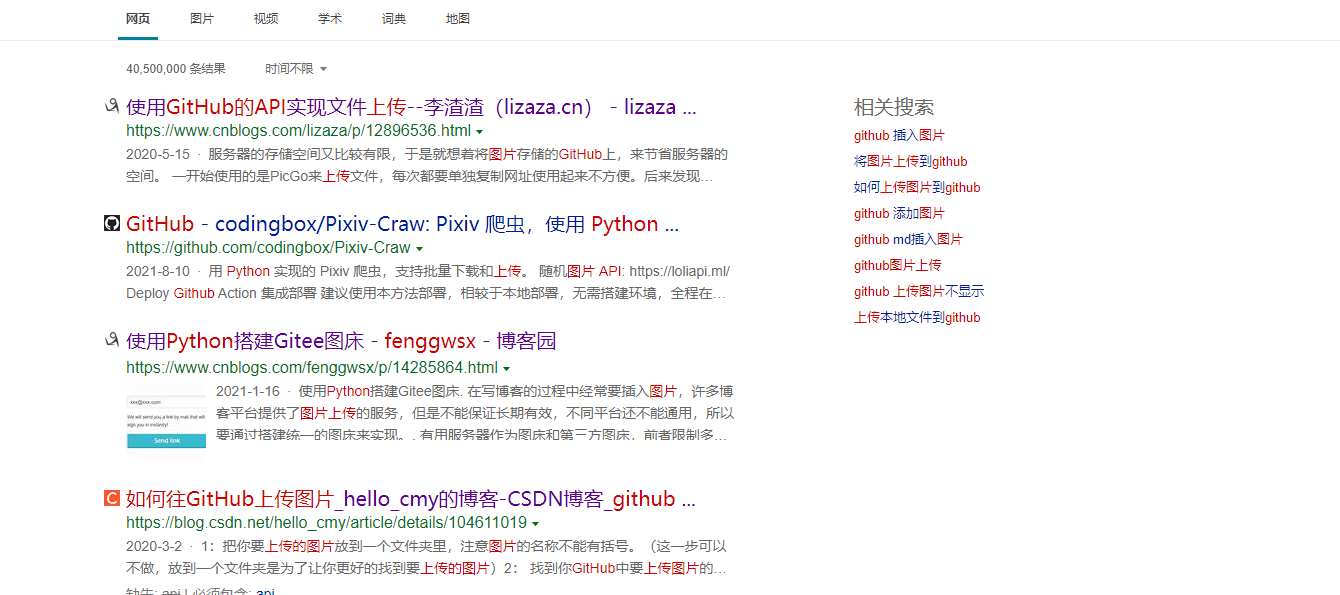 网页 图片 视频 学术 词典 地图
40,500,000 条结果 时间不限
使用GitHub的API实现文件上传--李渣渣（lizaza.cn） - lizaza ...
https://www.cnblogs.com/lizaza/p/12896536.html
2020-5-15 · 服务器的存储空间又比较有限，于是就想着将图片存储的GitHub上，来节省服务器的
空间。 一开始使用的是PicGo来上传文件，每次都要单独复制网址使用起来不方便。后来发现…
GitHub - codingbox/Pixiv-Craw: Pixiv 爬虫，使用 Python ...
https://github.com/codingbox/Pixiv-Craw
2021-8-10 · 用 Python 实现的 Pixiv 爬虫，支持批量下载和上传。 随机图片 API: https://loliapi.ml/
Deploy Github Action 集成部署 建议使用本方法部署，相较于本地部署，无需搭建环境，全程在…
使用Python搭建Gitee图床 - fenggwsx - 博客园
https://www.cnblogs.com/fenggwsx/p/14285864.html
xxx@xxx.com
We will send you a link by mail that will
sign you in instantly!
Send link
2021-1-16 · 使用Python搭建Gitee图床. 在写博客的过程中经常要插入图片，许多博
客平台提供了图片上传的服务，但是不能保证长期有效，不同平台还不能通用，所以
要通过搭建统一的图床来实现。. 有用服务器作为图床和第三方图床，前者限制多…
如何往GitHub上传图片_hello_cmy的博客-CSDN博客_github ...
https://blog.csdn.net/hello_cmy/article/details/104611019
2020-3-2 · 1：把你要上传的图片放到一个文件夹里，注意图片的名称不能有括号。（这一步可以
不做，放到一个文件夹是为了让你更好的找到要上传的图片）2： 找到你GitHub中要上传图片的…
缺失: api | 必须包含: api
相关搜索
github 插入图片
将图片上传到github
如何上传图片到github
github 添加图片
github md插入图片
github图片上传
github 上传图片不显示
上传本地文件到github